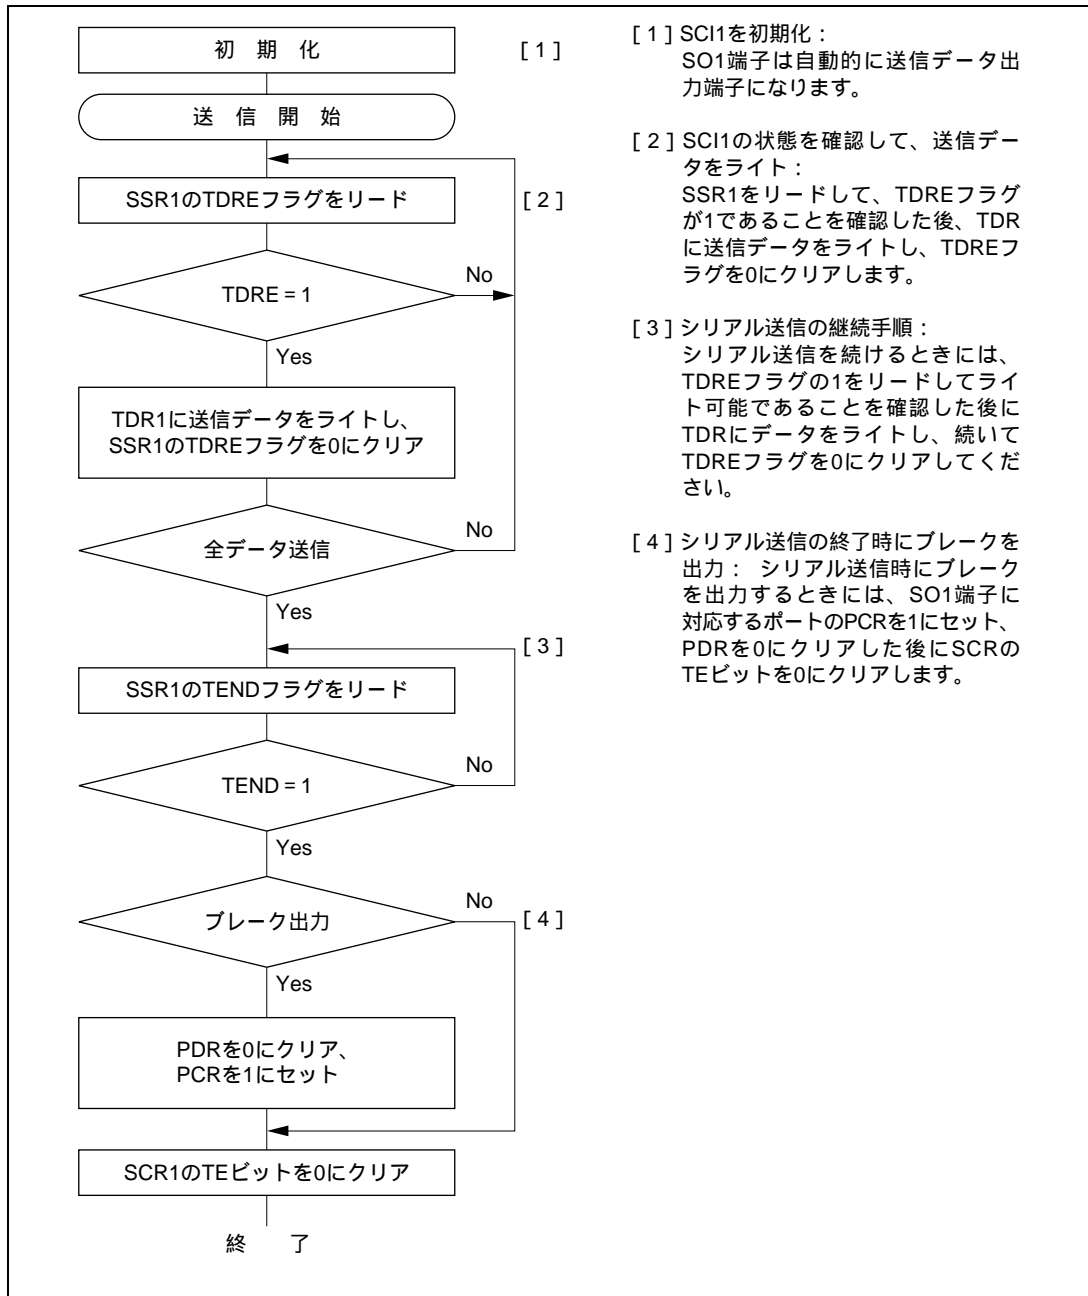 初 期 化 [ 1 ]
送 信 開 始
SSR1のTDREフラグをリード [ 2 ]
TDRE = 1
No
Yes
TDR1に送信データをライトし、
SSR1のTDREフラグを0にクリア
全データ送信
No
Yes
[ 3 ]
SSR1のTENDフラグをリード
TEND = 1
No
Yes
ブレーク出力
No
[ 4 ]
Yes
PDRを0にクリア、
PCRを1にセット
SCR1のTEビットを0にクリア
終 了
[ 1 ] SCI1を初期化：
SO1端子は自動的に送信データ出
力端子になります。
[ 2 ] SCI1の状態を確認して、送信デー
タをライト：
SSR1をリードして、TDREフラグ
が1であることを確認した後、TDR
に送信データをライトし、TDREフ
ラグを0にクリアします。
[ 3 ] シリアル送信の継続手順：
シリアル送信を続けるときには、
TDREフラグの1をリードしてライ
ト可能であることを確認した後に
TDRにデータをライトし、続いて
TDREフラグを0にクリアしてくだ
さい。
[ 4 ] シリアル送信の終了時にブレークを
出力： シリアル送信時にブレーク
を出力するときには、SO1端子に
対応するポートのPCRを1にセット、
PDRを0にクリアした後にSCRの
TEビットを0にクリアします。